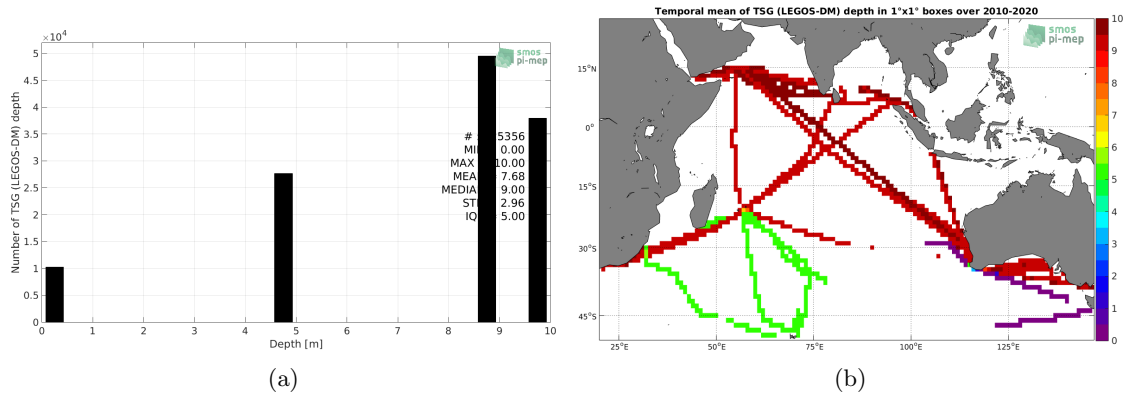 ×10⁴
5
4.5
4
3.5
3
2.5
2
1.5
1
0.5
0
Number of TSG (LEGOS-DM) depth
smos
pi-mep
# 5356
MI 0.00
MAX 10.00
MEA 7.68
MEDIAN 9.00
ST 2.96
IQ 5.00
0 1 2 3 4 5 6 7 8 9 10
Depth [m]
(a)
Temporal mean of TSG (LEGOS-DM) depth in 1°x1° boxes over 2010-2020
smos
pi-mep
15°N
0°
15°S
30°S
45°S
25°E 50°E 75°E 100°E 125°E
10
9
8
7
6
5
4
3
2
1
0
(b)